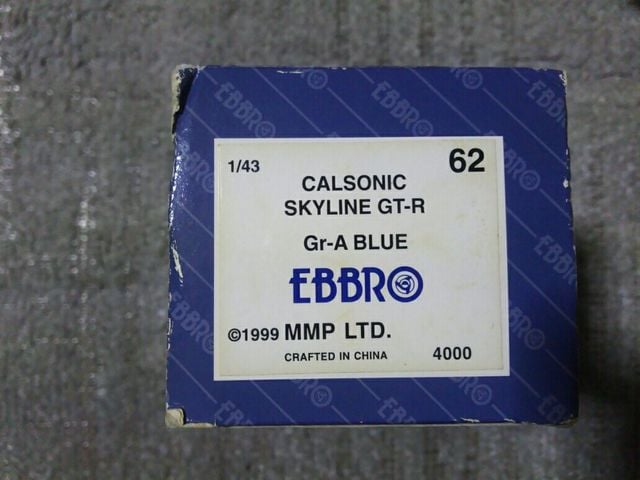 1/43
62
CALSONIC
SKYLINE GT-R
Gr-A BLUE
EBBRO
©1999 MMP LTD.
CRAFTED IN CHINA
4000